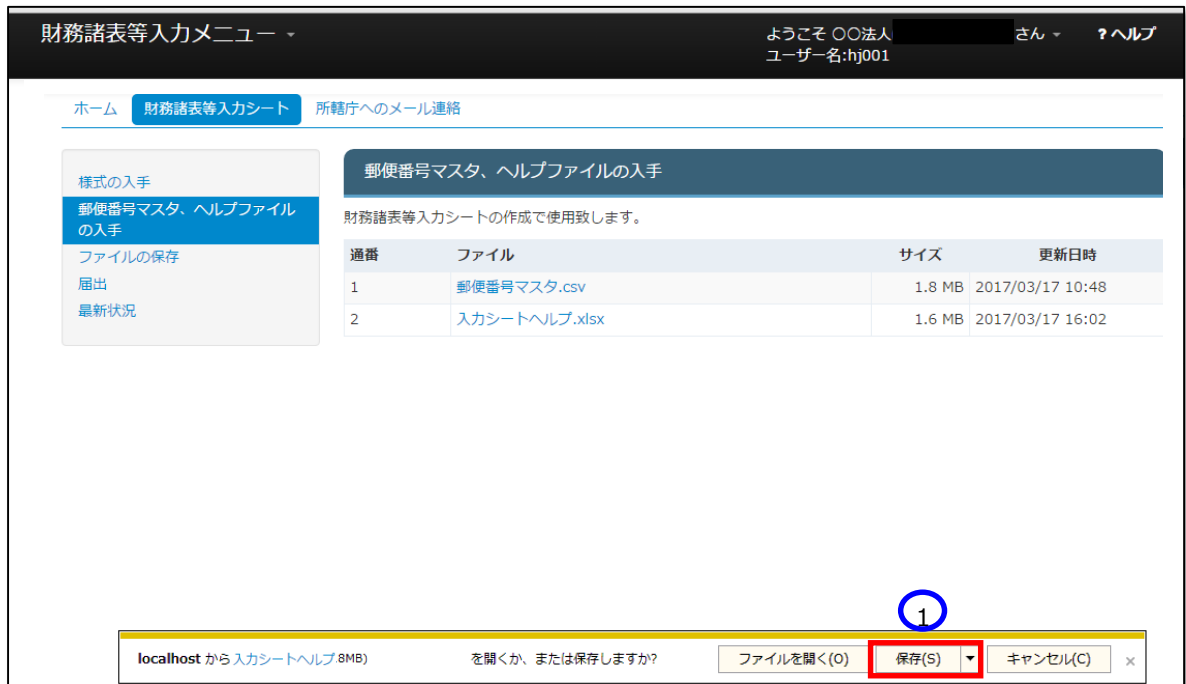 財務諸表等入力メニュー
ようこそ 〇〇法人 さん ? ヘルプ
ユーザー名:hj001
ホーム 財務諸表等入力シート 所轄庁へのメール連絡
様式の入手
郵便番号マスタ、ヘルプファイル
の入手
ファイルの保存
届出
最新状況
郵便番号マスタ、ヘルプファイルの入手
財務諸表等入力シートの作成で使用致します。
通番 ファイル サイズ 更新日時
1 郵便番号マスタ.csv 1.8 MB 2017/03/17 10:48
2 入力シートヘルプ.xlsx 1.6 MB 2017/03/17 16:02
1
localhost から 入力シートヘルプ.8MB) を開くか、または保存しますか? ファイルを開く(O) 保存(S) キャンセル(C) ×